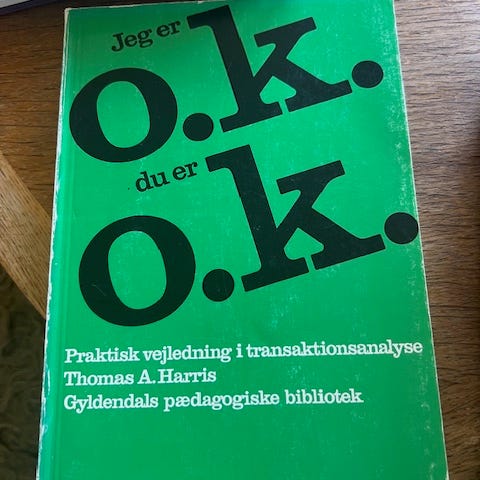 Jeg er
o.k.
du er
o.k.
Praktisk vejledning i transaktionsanalyse
Thomas A. Harris
Gyldendals pædagogiske bibliotek